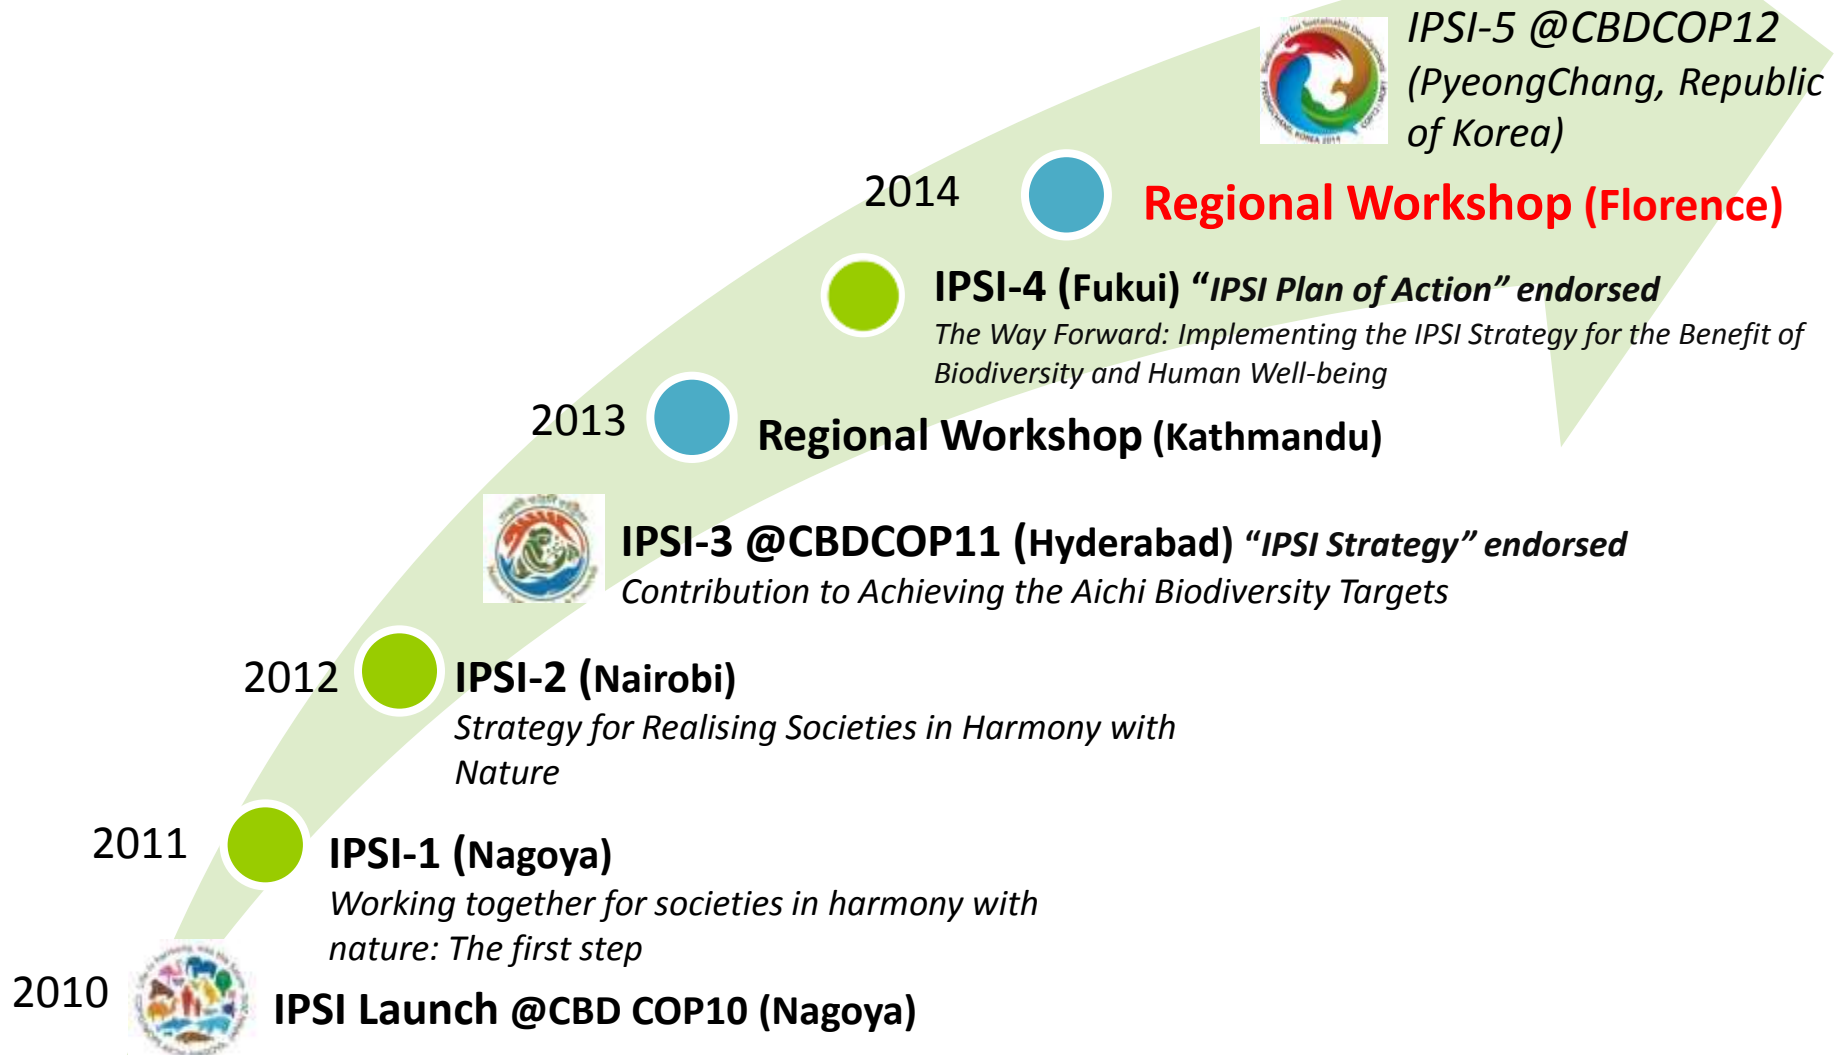 IPSI-5 @CBDCOP12
(PyeongChang, Republic
of Korea)
2014
Regional Workshop (Florence)
IPSI-4 (Fukui) “IPSI Plan of Action” endorsed
The Way Forward: Implementing the IPSI Strategy for the Benefit of
Biodiversity and Human Well-being
2013
Regional Workshop (Kathmandu)
IPSI-3 @CBDCOP11 (Hyderabad) “IPSI Strategy” endorsed
Contribution to Achieving the Aichi Biodiversity Targets
2012
IPSI-2 (Nairobi)
Strategy for Realising Societies in Harmony with
Nature
2011
IPSI-1 (Nagoya)
Working together for societies in harmony with
nature: The first step
2010
IPSI Launch @CBD COP10 (Nagoya)